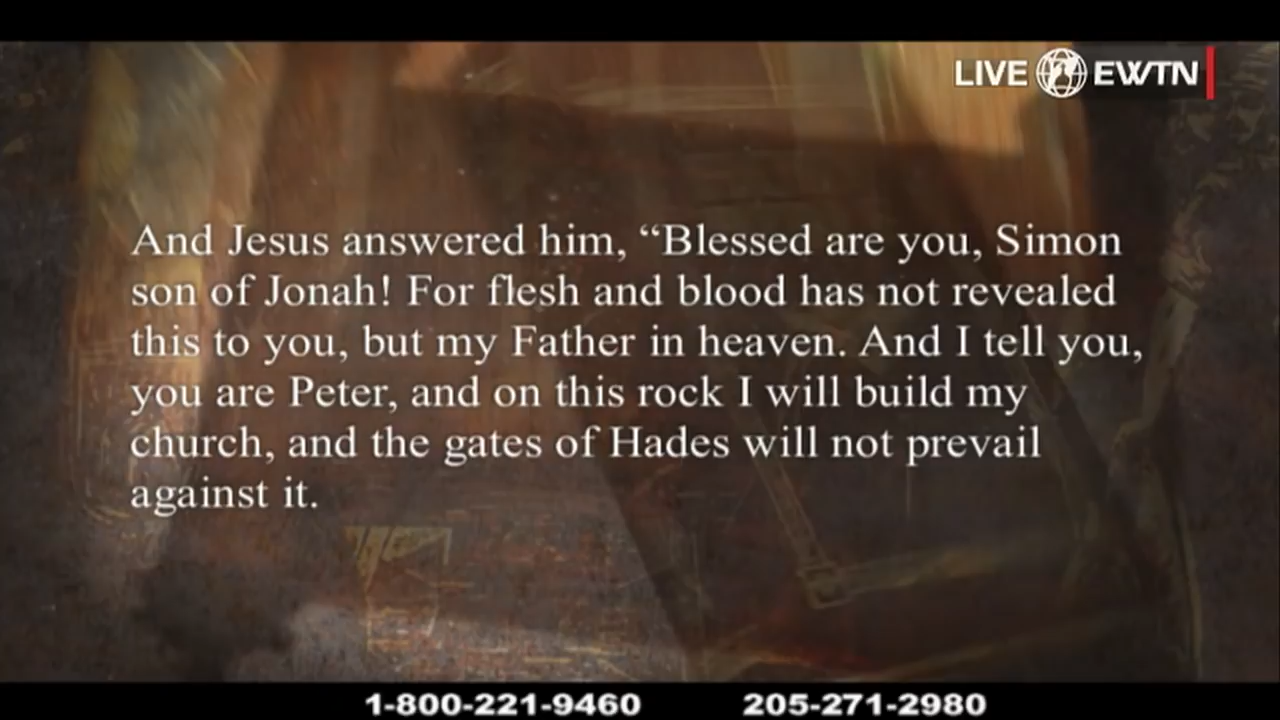 LIVE EWTN
And Jesus answered him, “Blessed are you, Simon
son of Jonah! For flesh and blood has not revealed
this to you, but my Father in heaven. And I tell you,
you are Peter, and on this rock I will build my
church, and the gates of Hades will not prevail
against it.
1-800-221-9460 205-271-2980